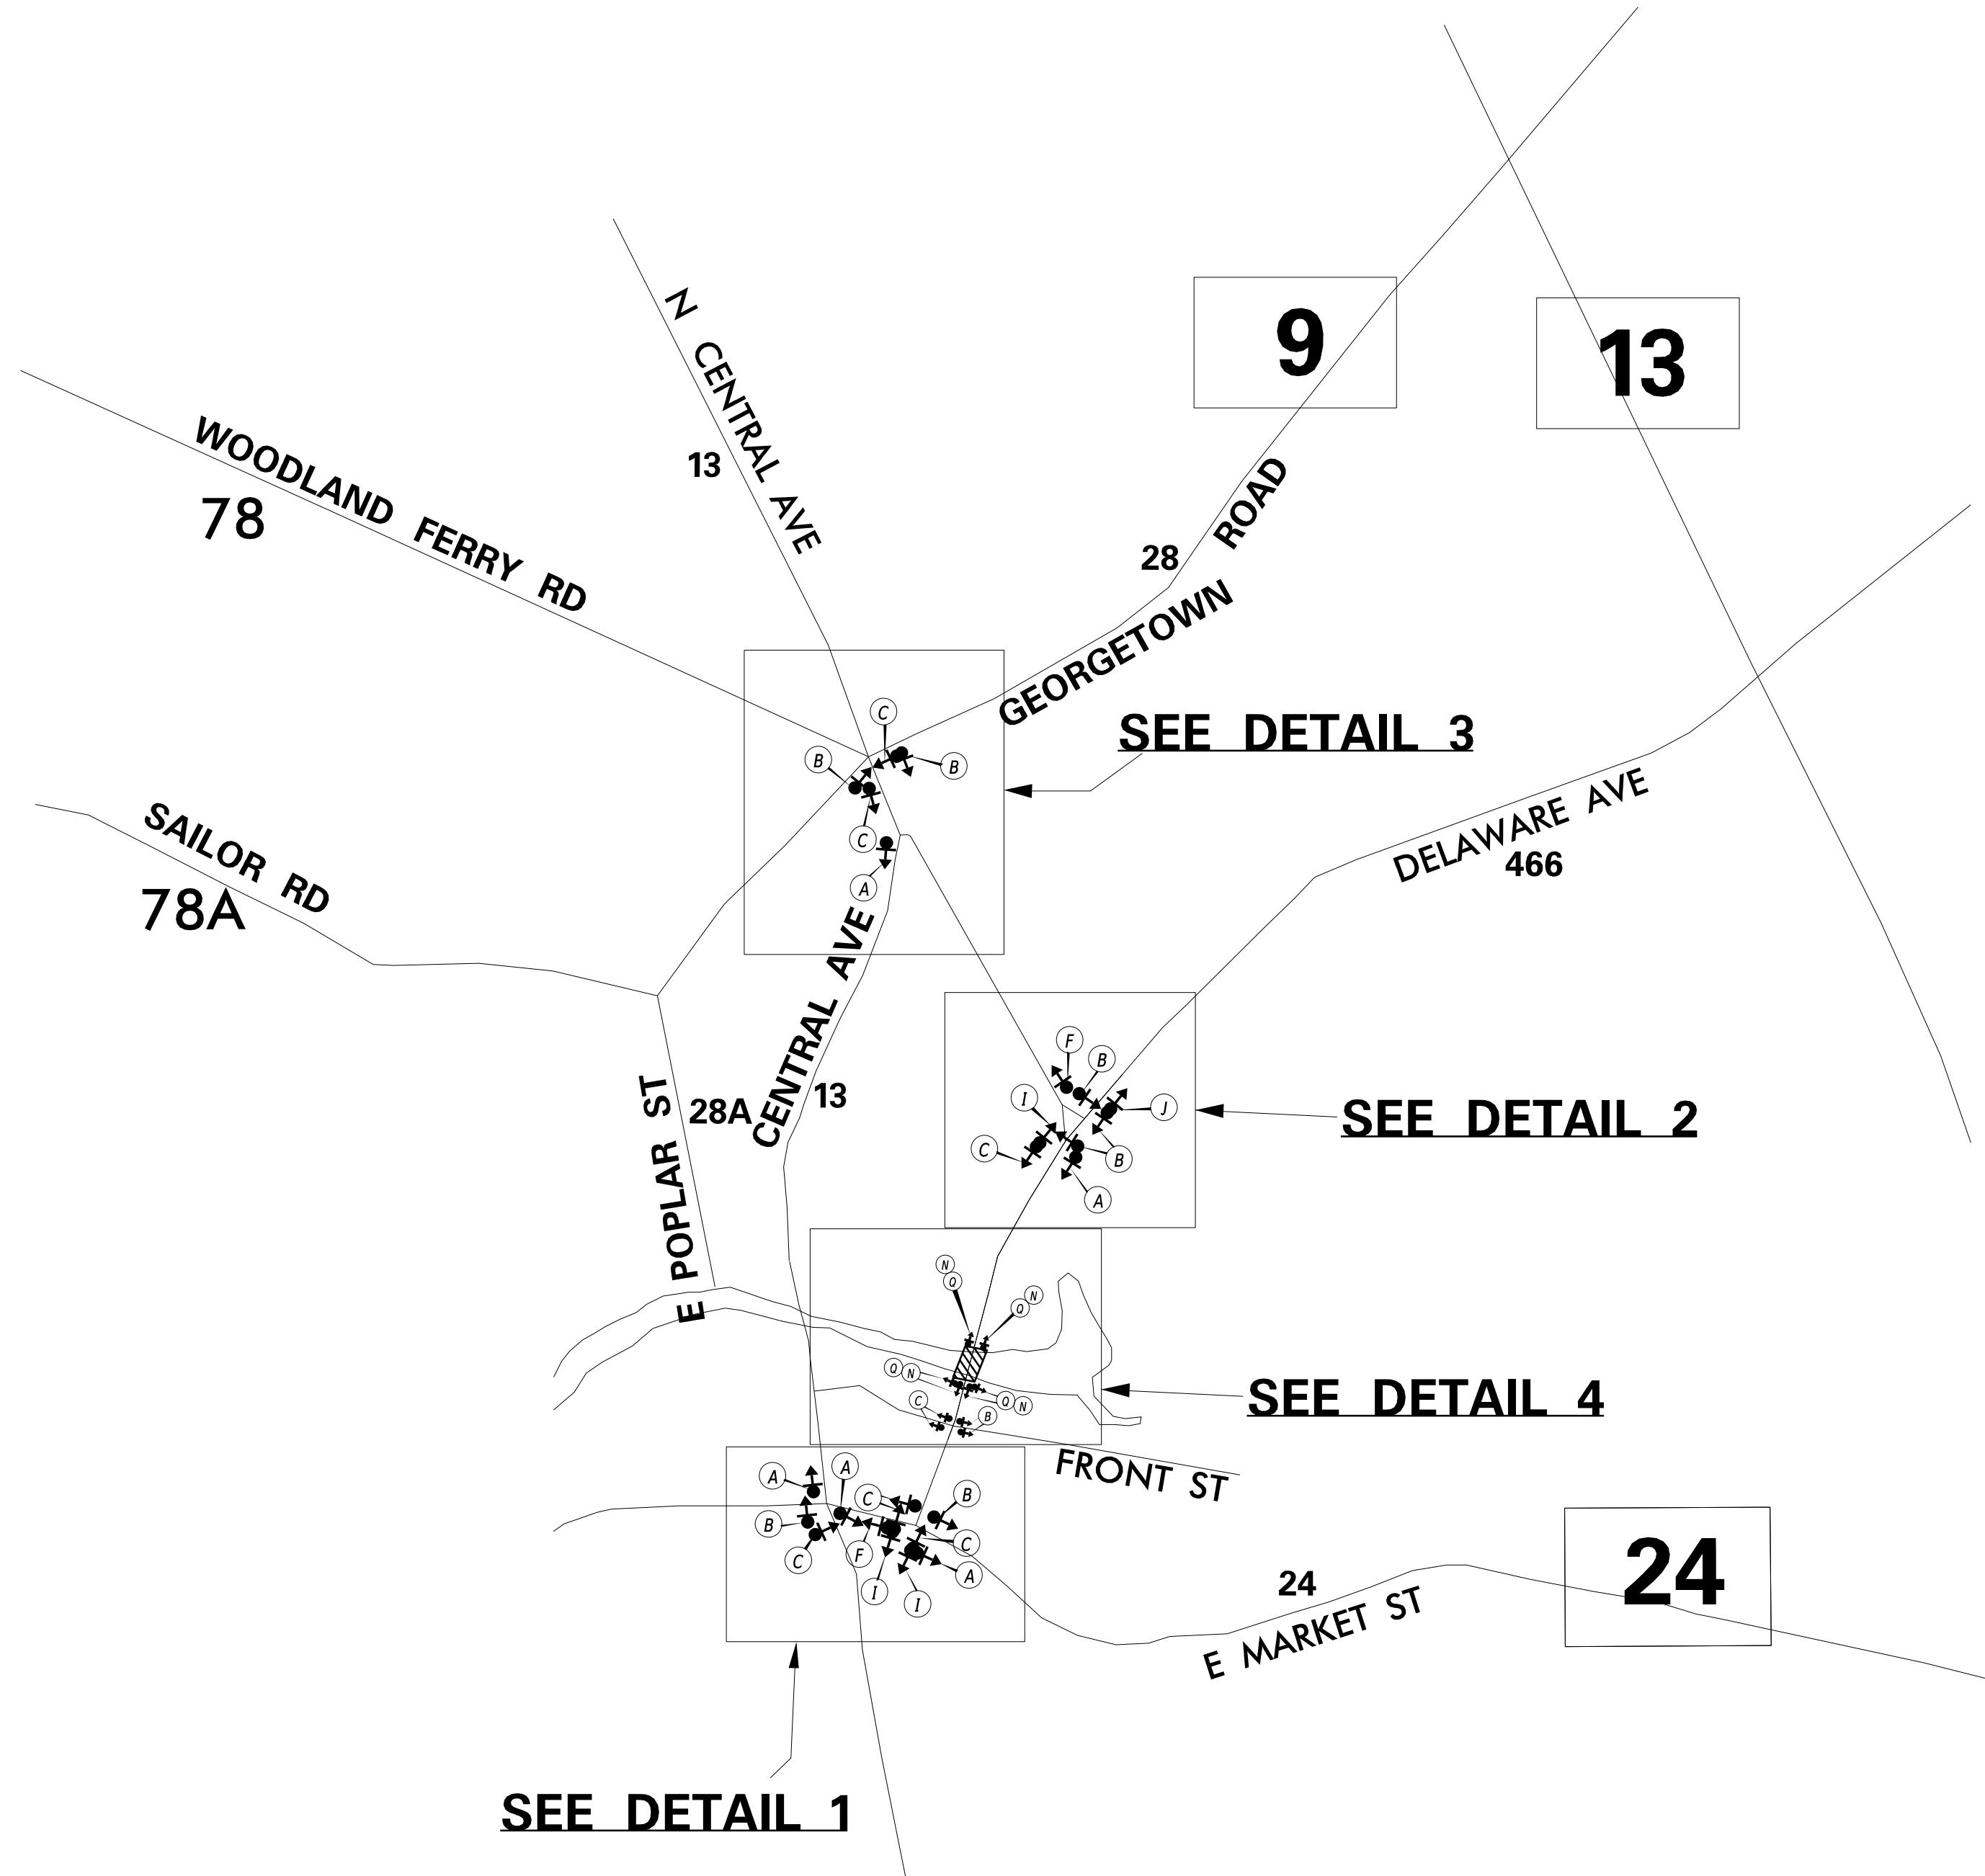 9
13
N CENTRAL AVE
13
WOODLAND FERRY RD
78
28
GEORGETOWN ROAD
C
B
B
SEE DETAIL 3
C
A
SAILOR RD
78A
DELAWARE AVE
466
CENTRAL AVE
13
28A
E POPLAR ST
F
B
I
J
C
B
A
SEE DETAIL 2
N
Q
N
Q
Q
N
Q
N
C
B
SEE DETAIL 4
FRONT ST
A
A
C
B
B
C
F
C
A
I
I
24
24
E MARKET ST
SEE DETAIL 1